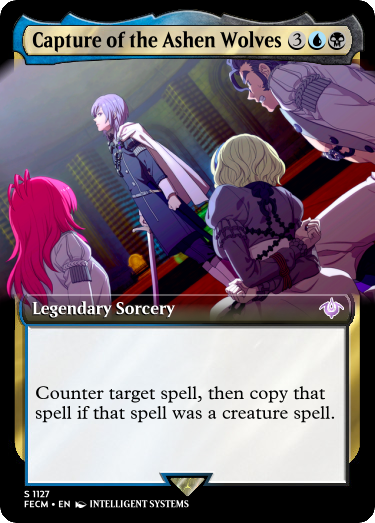 Capture of the Ashen Wolves 3
Legendary Sorcery
Counter target spell, then copy that
spell if that spell was a creature spell.
S 1127
FECM • EN INTELLIGENT SYSTEMS